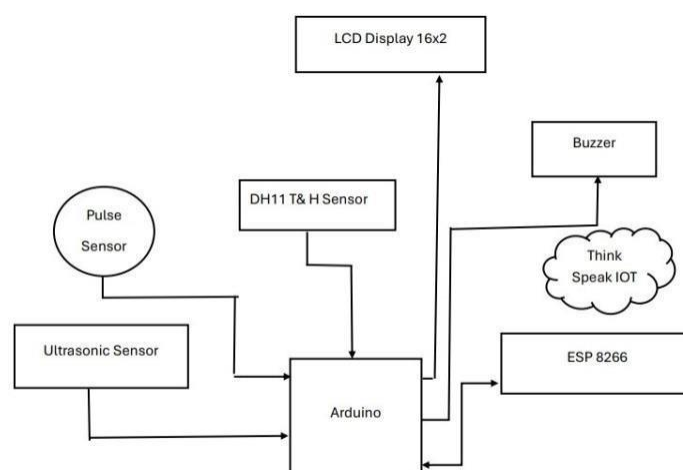 LCD Display 16x2
Buzzer
DH11 T& H Sensor
Pulse
Sensor
Think
Speak IOT
Ultrasonic Sensor
ESP 8266
Arduino